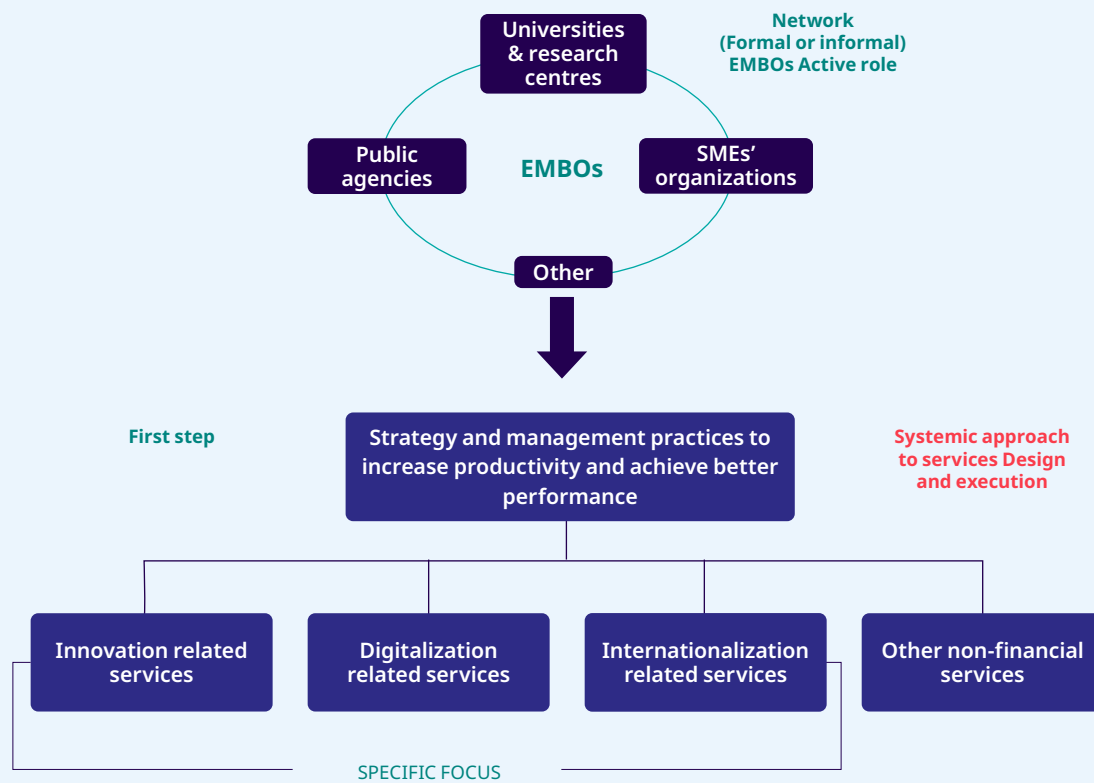 Universities
& research
centres
Network
(Formal or informal)
EMBOs Active role
Public
agencies
EMBOs
SMEs’
organizations
Other
First step
Strategy and management practices to
increase productivity and achieve better
performance
Systemic approach
to services Design
and execution
Innovation related
services
Digitalization
related services
Internationalization
related services
Other non-financial
services
SPECIFIC FOCUS